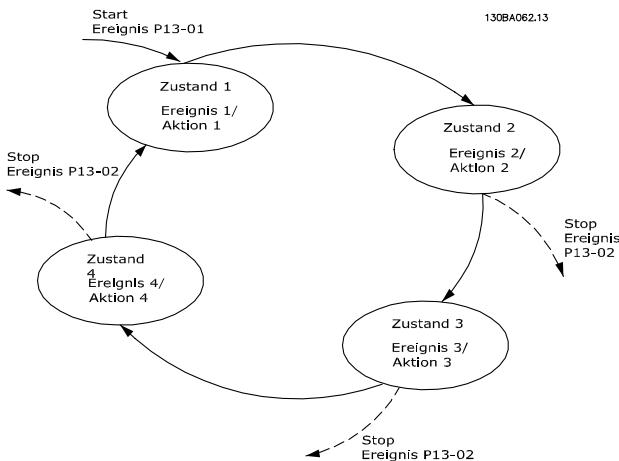 130BA062.13
Start
Ereignis P13-01
Zustand 1
Ereignis 1/
Aktion 1
Zustand 2
Ereignis 2/
Aktion 2
Stop
Ereignis P13-02
Stop
Ereignis
P13-02
Zustand
4
Ereignis 4/
Aktion 4
Zustand 3
Ereignis 3/
Aktion 3
Stop
Ereignis P13-02